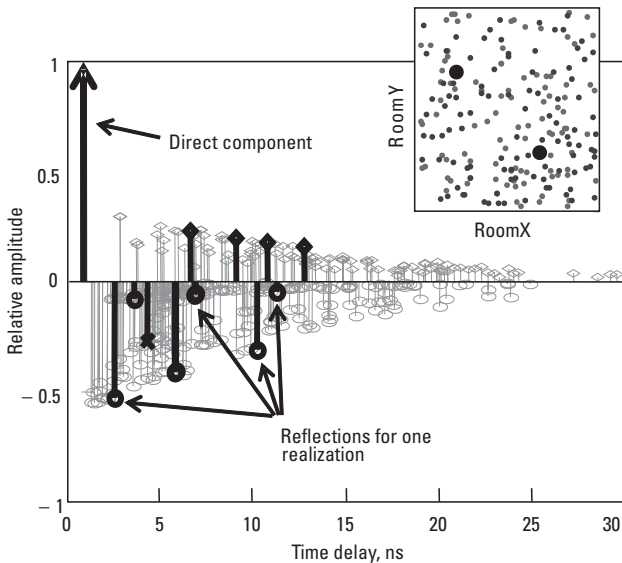 1
Direct component
RoomY
RoomX
0.5
Relative amplitude
0
– 0.5
Reflections for one
realization
– 1
0
5
10
15
20
25
30
Time delay, ns